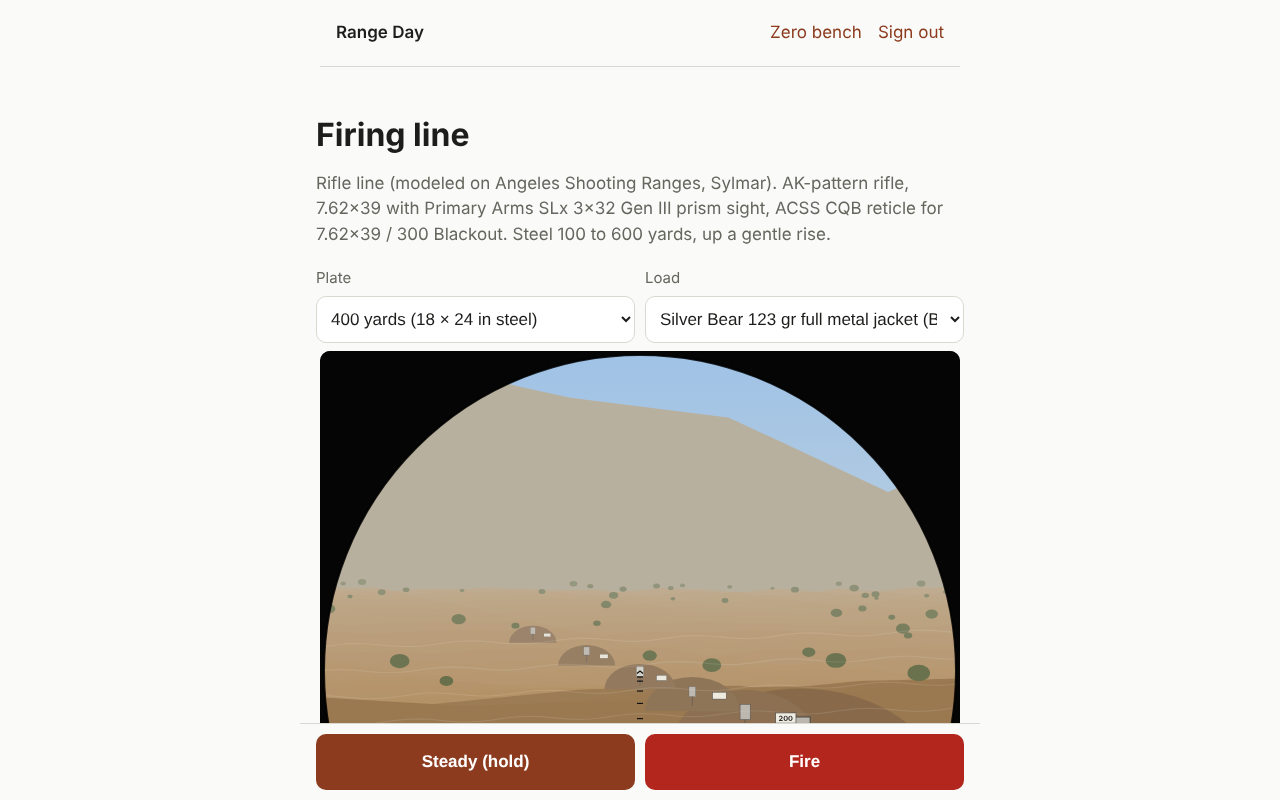 Range Day
Zero bench
Sign out
Firing line
Rifle line (modeled on Angeles Shooting Ranges, Sylmar). AK-pattern rifle,
7.62×39 with Primary Arms SLx 3×32 Gen III prism sight, ACSS CQB reticle for
7.62×39 / 300 Blackout. Steel 100 to 600 yards, up a gentle rise.
Plate
Load
400 yards (18 × 24 in steel)
Silver Bear 123 gr full metal jacket (B
200
Steady (hold)
Fire